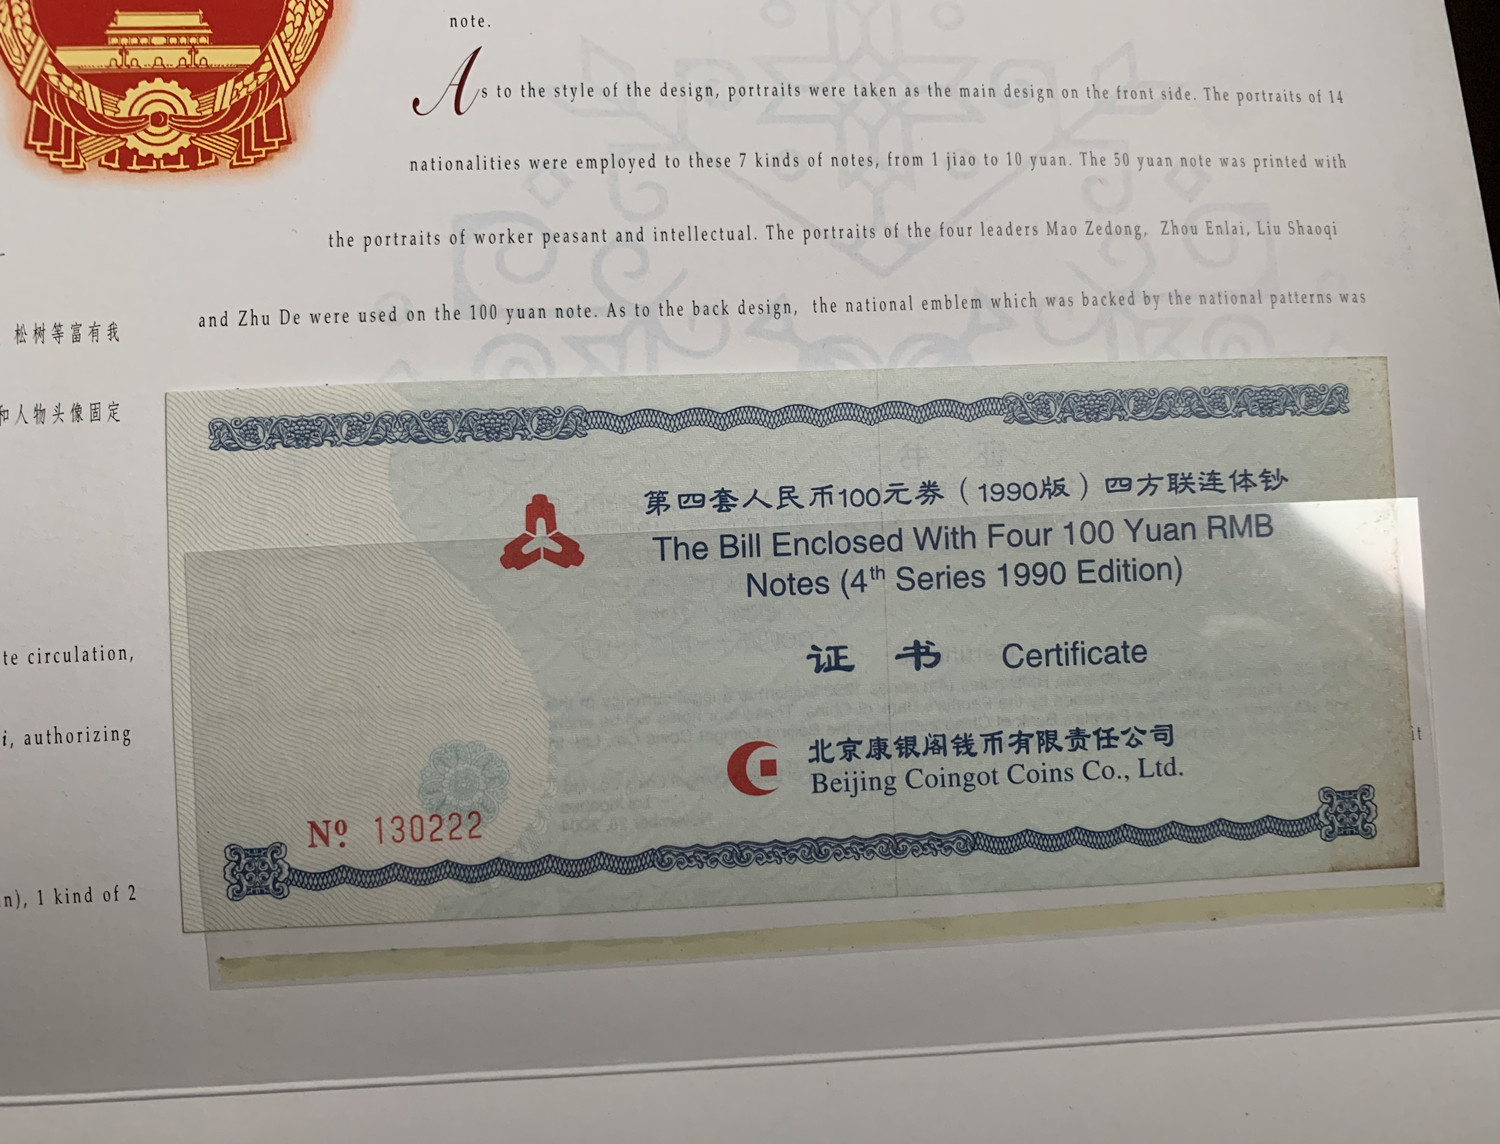 note.
As to the style of the design, portraits were taken as the main design on the front side. The portraits of 14
nationalities were employed to these 7 kinds of notes, from 1 jiao to 10 yuan. The 50 yuan note was printed with
the portraits of worker peasant and intellectual. The portraits of the four leaders Mao Zedong, Zhou Enlai, Liu Shaoqi
and Zhu De were used on the 100 yuan note. As to the back design, the national emblem which was backed by the national patterns was
松树等富有我
和人物头像固定
te circulation,
i, authorizing
n), 1 kind of 2
第四套人民币100元券（1990版）四方联连体钞
The Bill Enclosed With Four 100 Yuan RMB
Notes (4th Series 1990 Edition)
证 书 Certificate
北京康银阁钱币有限责任公司
Beijing Coingot Coins Co., Ltd.
Nº 130222
it